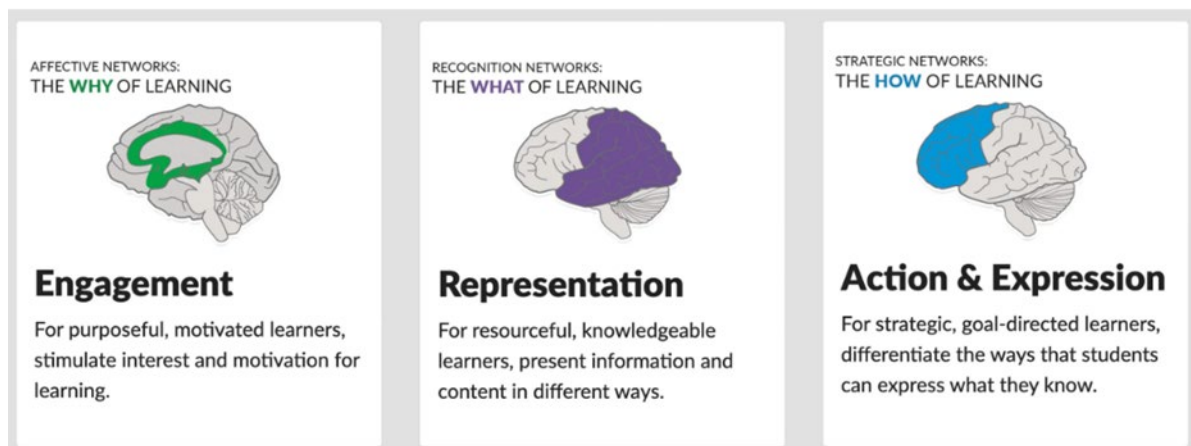 AFFECTIVE NETWORKS:
THE WHY OF LEARNING
Engagement
For purposeful, motivated learners,
stimulate interest and motivation for
learning.
RECOGNITION NETWORKS:
THE WHAT OF LEARNING
Representation
For resourceful, knowledgeable
learners, present information and
content in different ways.
STRATEGIC NETWORKS:
THE HOW OF LEARNING
Action & Expression
For strategic, goal-directed learners,
differentiate the ways that students
can express what they know.